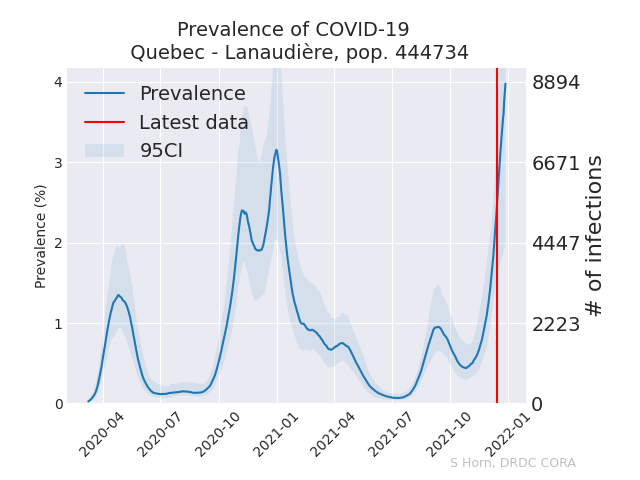 Prevalence of COVID-19
Quebec - Lanaudière, pop. 444734
Prevalence
Latest data
95CI
Prevalence (%)
4
3
2
1
0
8894
6671
4447
2223
0
# of infections
2020-04
2020-07
2020-10
2021-01
2021-04
2021-07
2021-10
2022-01
S Horn, DRDC CORA